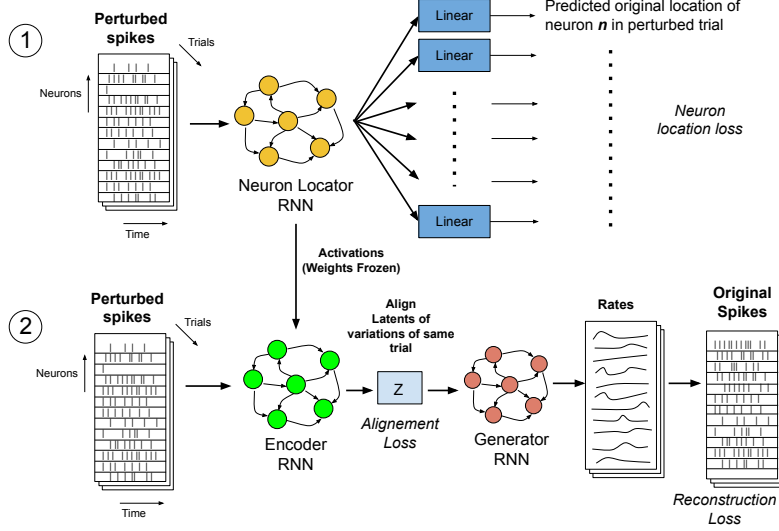 1
Perturbed
spikes
Trials
Neurons
Time
Neuron Locator
RNN
Linear
Linear
Linear
Predicted original location of
neuron n in perturbed trial
Neuron
location loss
Activations
(Weights Frozen)
2
Perturbed
spikes
Trials
Neurons
Time
Encoder
RNN
Align
Latents of
variations of same
trial
Z
Alignement
Loss
Generator
RNN
Rates
Original
Spikes
Reconstruction
Loss